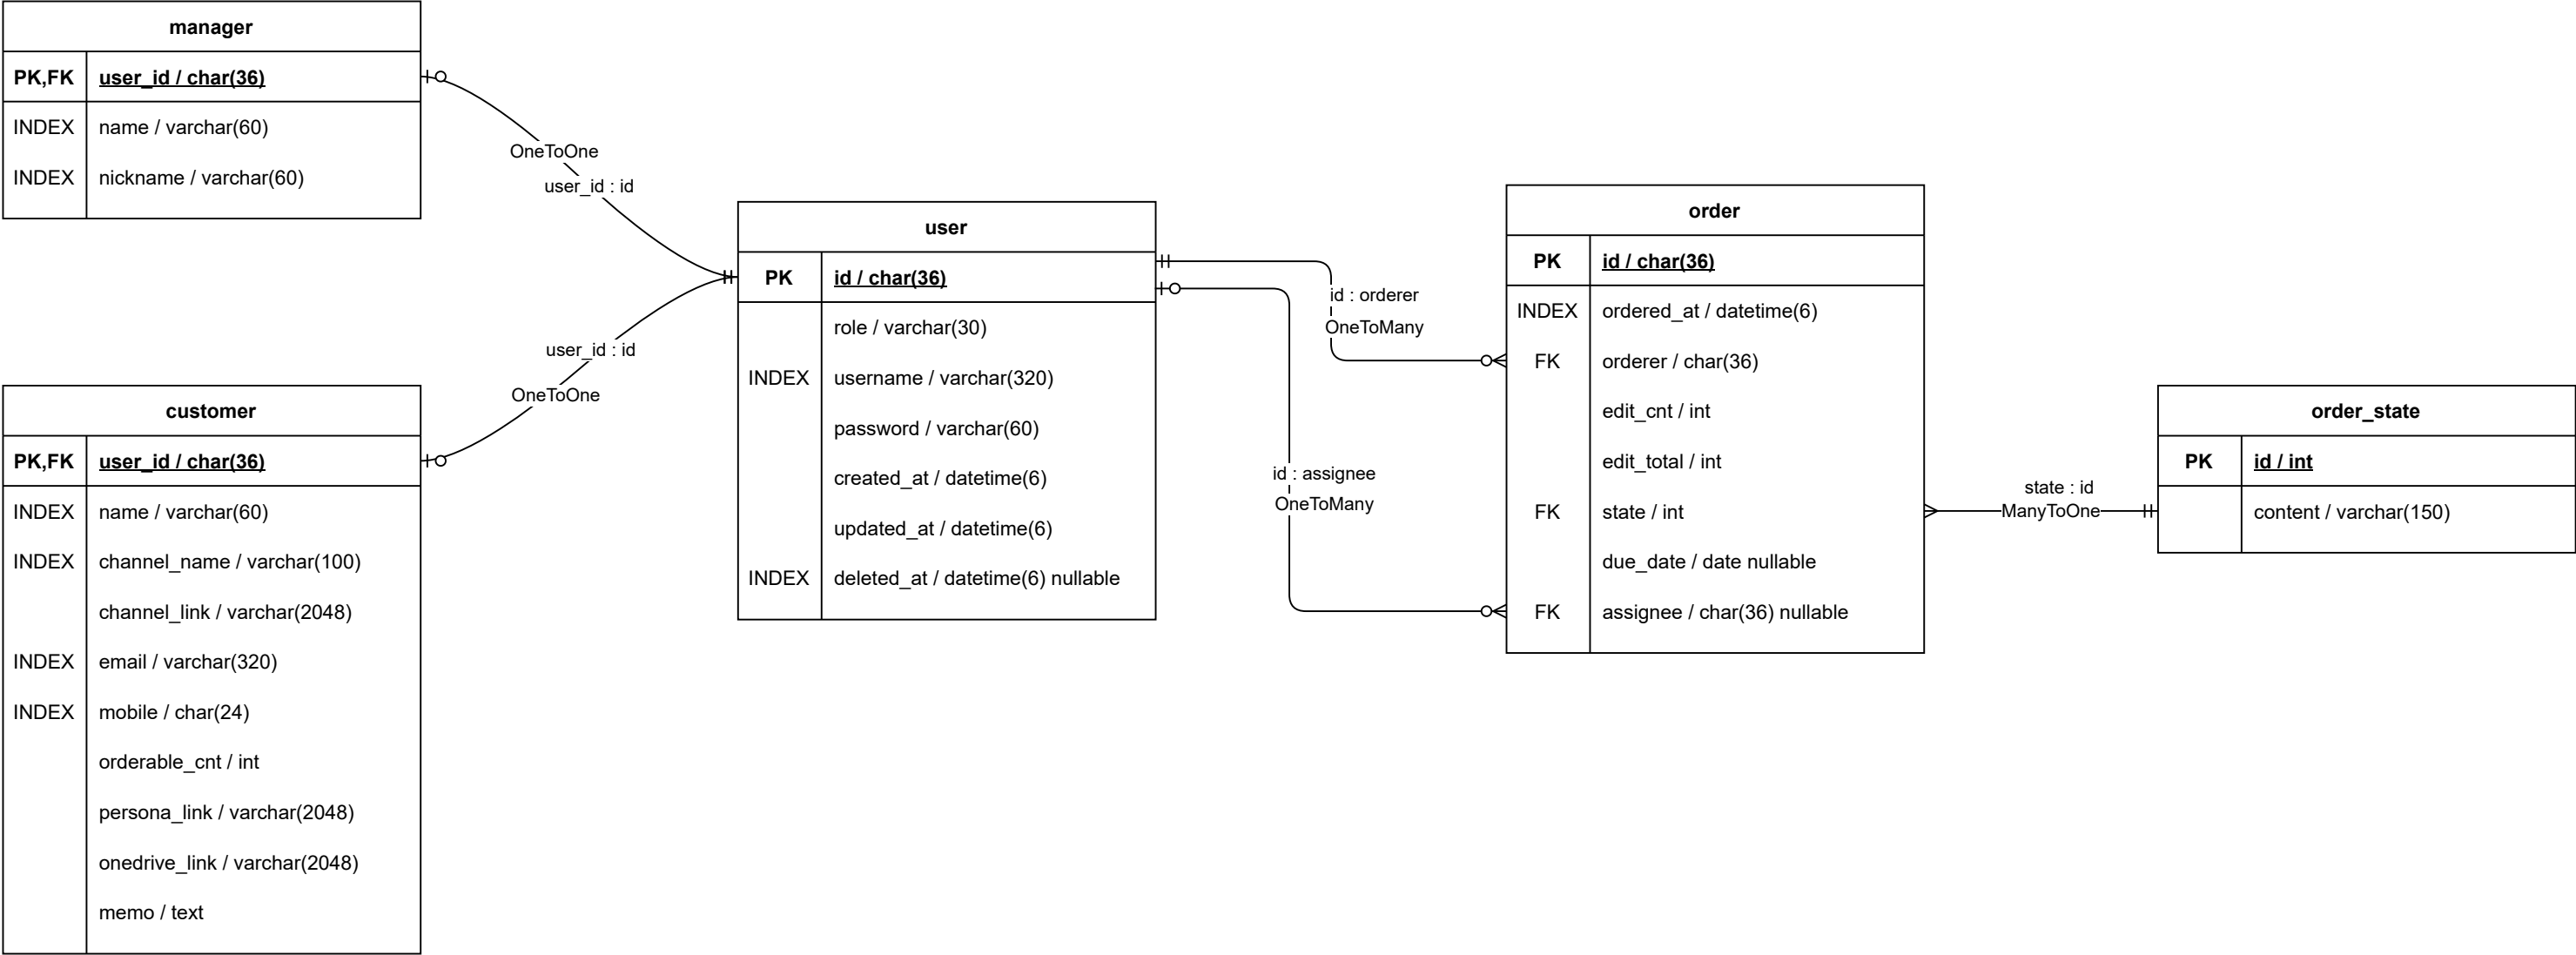 manager
PK,FK user_id / char(36)
INDEX name / varchar(60)
INDEX nickname / varchar(60)
OneToOne
user_id : id
customer
PK,FK user_id / char(36)
INDEX name / varchar(60)
INDEX channel_name / varchar(100)
channel_link / varchar(2048)
INDEX email / varchar(320)
INDEX mobile / char(24)
orderable_cnt / int
persona_link / varchar(2048)
onedrive_link / varchar(2048)
memo / text
user_id : id
OneToOne
user
PK id / char(36)
role / varchar(30)
INDEX username / varchar(320)
password / varchar(60)
created_at / datetime(6)
updated_at / datetime(6)
INDEX deleted_at / datetime(6) nullable
id : orderer
OneToMany
id : assignee
OneToMany
order
PK id / char(36)
INDEX ordered_at / datetime(6)
FK orderer / char(36)
edit_cnt / int
edit_total / int
FK state / int
due_date / date nullable
FK assignee / char(36) nullable
state : id
ManyToOne
order_state
PK id / int
content / varchar(150)